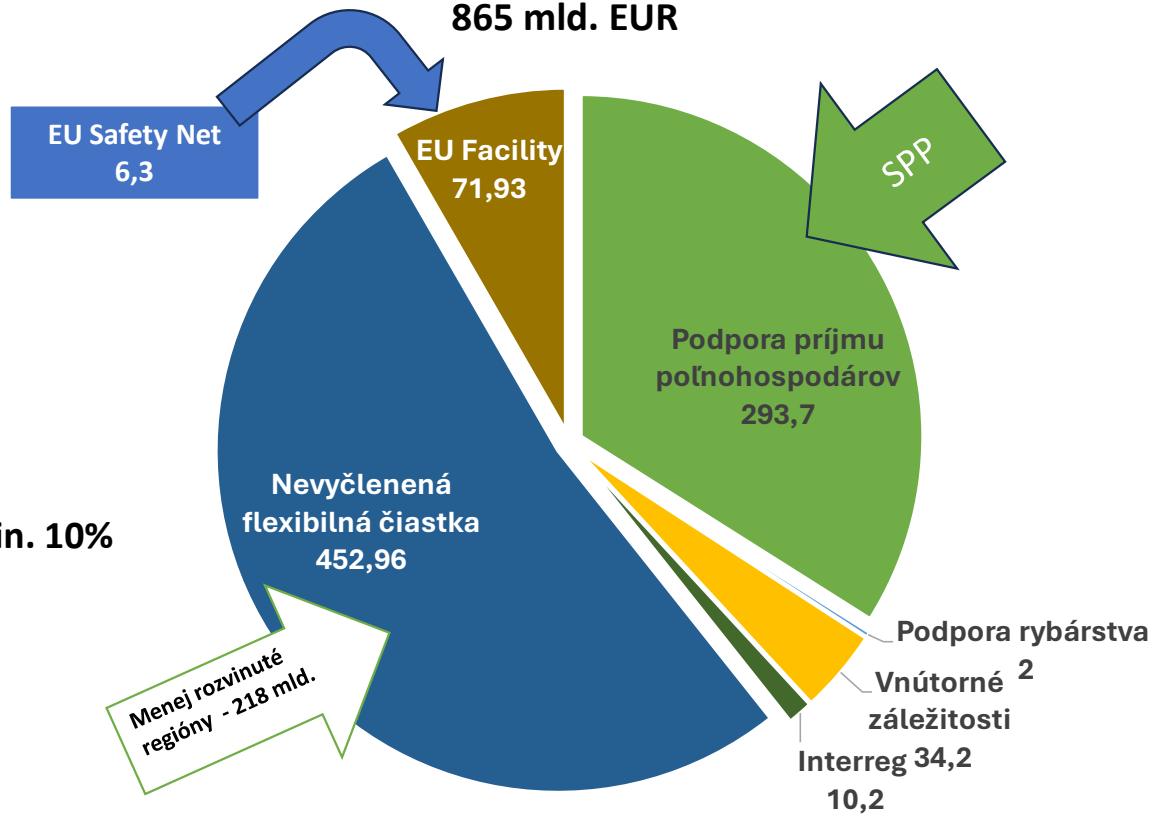 865 mld. EUR
EU Safety Net
6,3
EU Facility
71,93
SPP
Podpora príjmu
poľnohospodárov
293,7
Nevyčlenená
flexibilná čiastka
452,96
in. 10%
Menej rozvinuté
regióny - 218 mld.
Podpora rybárstva
2
Vnútorné
záležitosti
34,2
Interreg
10,2